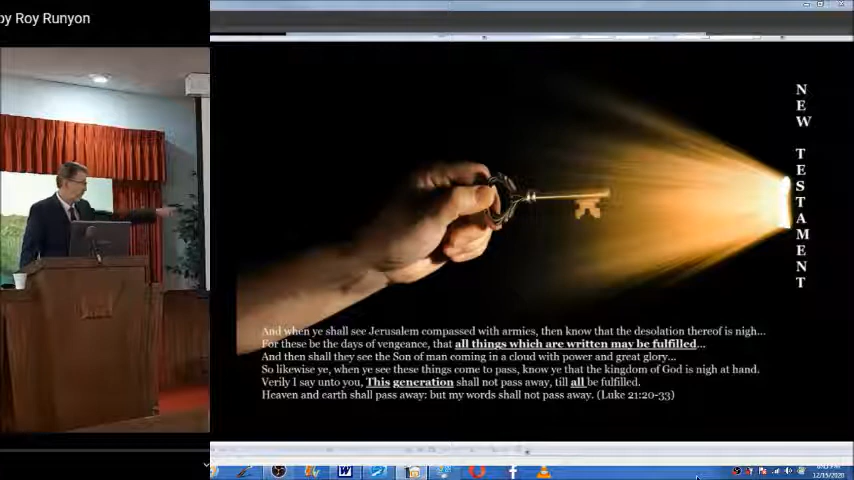 by Roy Runyon
NEW TESTAMENT
And when ye shall see Jerusalem compassed with armies, then know that the desolation thereof is nigh...
For these be the days of vengeance, that all things which are written may be fulfilled...
And then shall they see the Son of man coming in a cloud with power and great glory...
So likewise ye, when ye see these things come to pass, know ye that the kingdom of God is nigh at hand.
Verily I say unto you, This generation shall not pass away, till all be fulfilled.
Heaven and earth shall pass away: but my words shall not pass away. (Luke 21:20-33)
12/15/2020